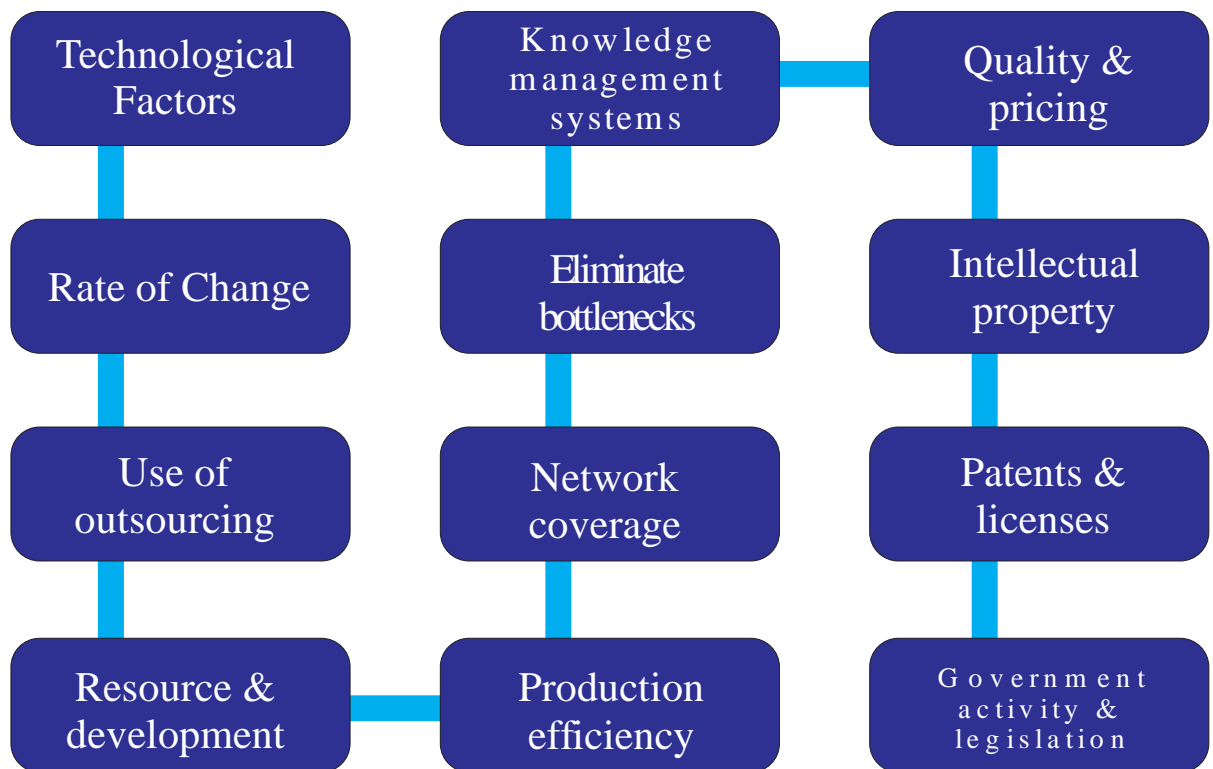 Technological
Factors
Rate of Change
Use of
outsourcing
Resource &
development
Production
efficiency
Network
coverage
Eliminate
bottlenecks
Knowledge
management
systems
Quality &
pricing
Intellectual
property
Patents &
licenses
Government
activity &
legislation